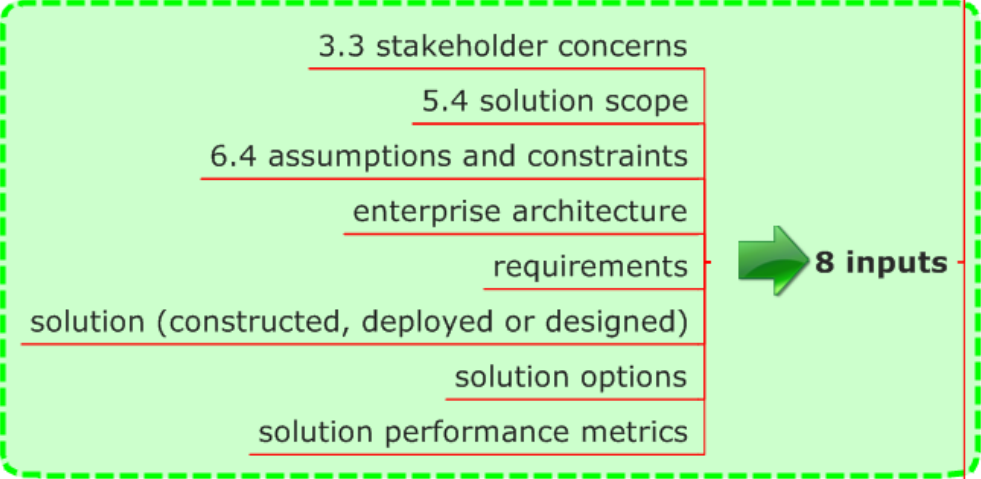 3.3 stakeholder concerns
5.4 solution scope
6.4 assumptions and constraints
enterprise architecture
requirements
solution (constructed, deployed or designed)
solution options
solution performance metrics
8 inputs